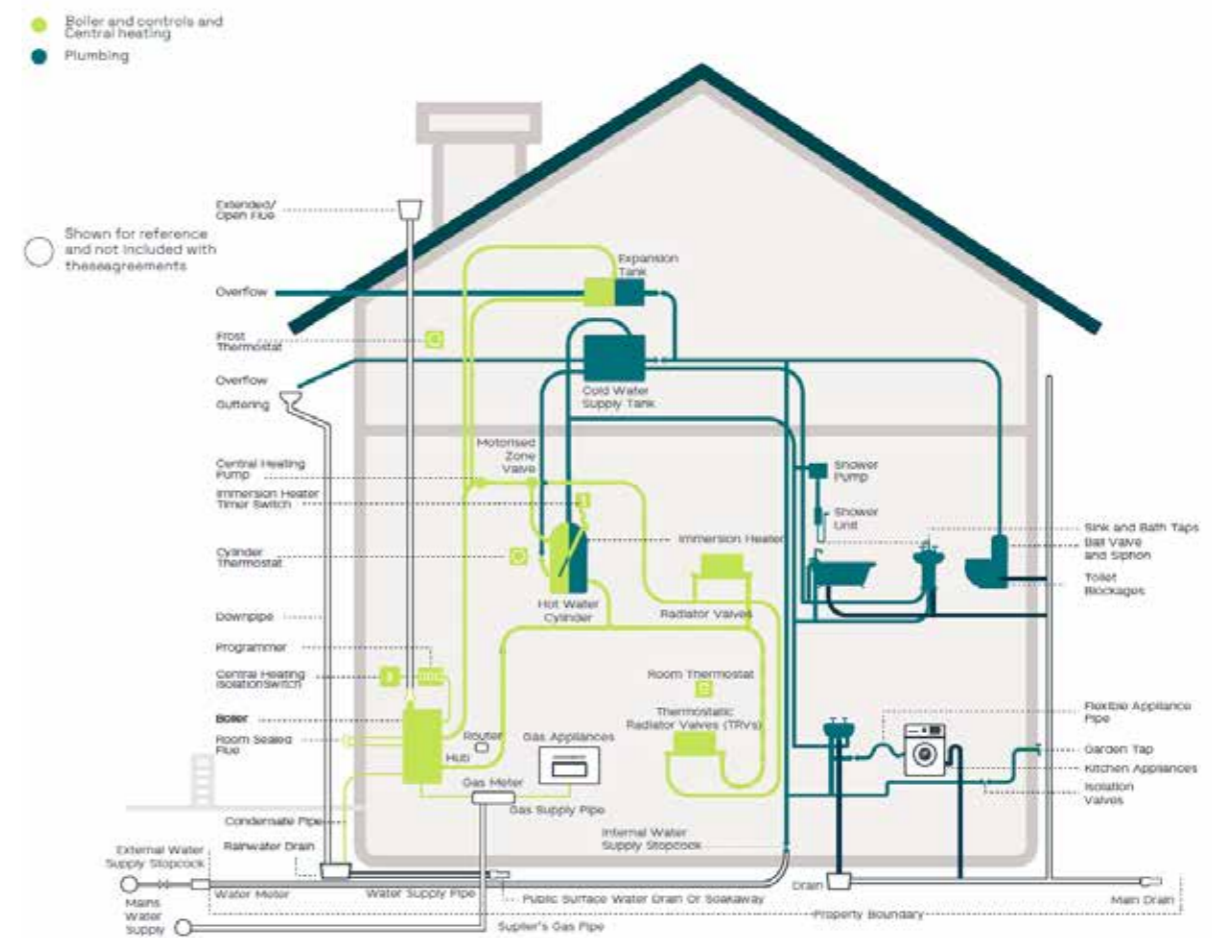 Boiler and controls and
Central heating
Plumbing
Extended/
Open Flue
Shown for reference
and not included with
theseagreements
Expansion
Tank
Overflow
Frost
Thermostat
Overflow
Guttering
Cold Water
Supply Tank
Motorised
Zone
Valve
Central Heating
Pump
Immersion Heater
Timer Switch
Shower
Pump
Shower
Unit
Sink and Bath Taps
Ball Valve
and Siphon
Immersion Heater
Cylinder
Thermostat
Toilet
Blockages
Hot Water
Cylinder
Radiator Valves
Downpipe
Programmer
Central Heating
IsolationSwitch
Room Thermostat
Thermostatic
Radiator Valves (TRVs)
Flexible Appliance
Pipe
Boiler
Room Sealed
Flue
Router
Hub
Gas Appliances
Garden Tap
Kitchen Appliances
Isolation
Valves
Gas Meter
Gas Supply Pipe
Condensate Pipe
Internal Water
Supply Stopcock
Rainwater Drain
External Water
Supply Stopcock
Water Meter
Water Supply Pipe
Public Surface Water Drain Or Soakaway
Drain
Main Drain
Property Boundary
Mains
Water
Supply
Suplier's Gas Pipe